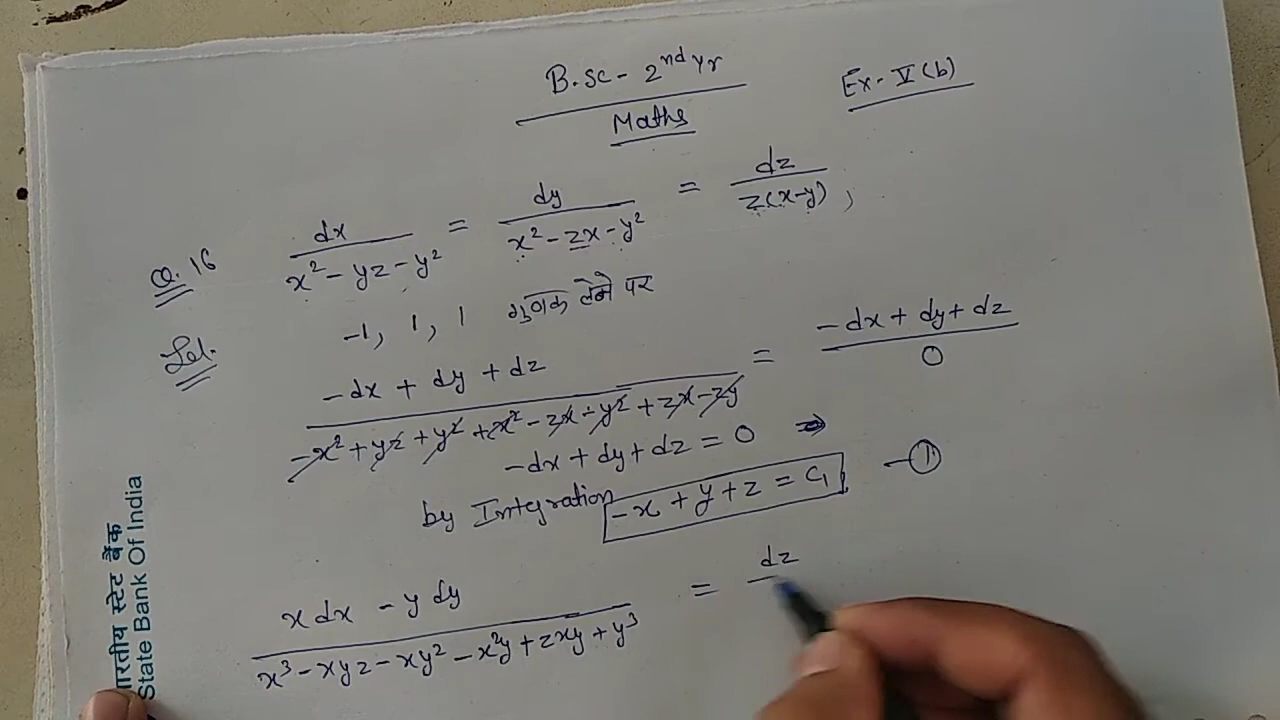 B.Sc - 2nd Yr
Maths
Ex- V(b)
Q. 16 dx/(x² - yz - y²) = dy/(x² - zx - y²) = dz/(z(x-y)),
Sol. -1, 1, 1 गुणक लेने पर
(-dx + dy + dz)/(-x² + yz + y² + x² - zx - y² + zx - zy) = (-dx + dy + dz)/0
-dx + dy + dz = 0 ⇒
by Integration -x + y + z = C₁ —①
(x dx - y dy)/(x³ - xyz - xy² - x²y + zxy + y³) = dz
भारतीय स्टेट बैंक
State Bank Of India